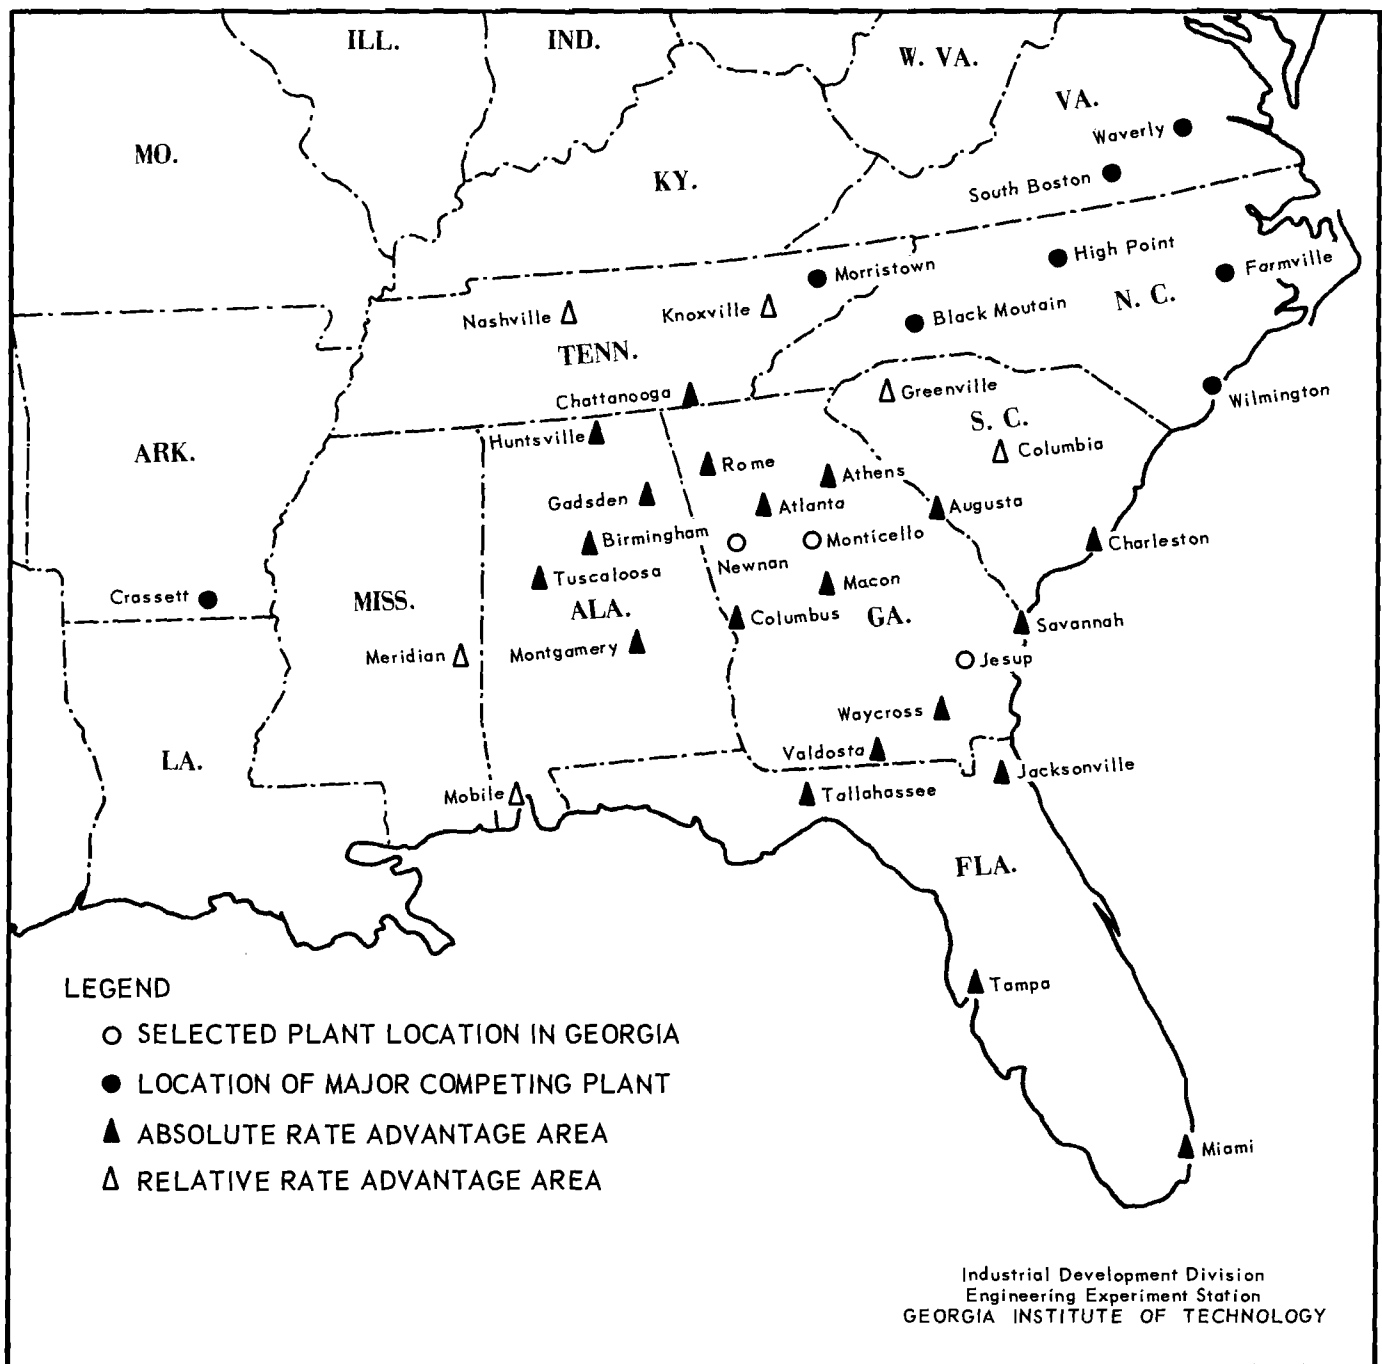 ILL.
IND.
W. VA.
VA.
MO.
Waverly
KY.
South Boston
High Point
Farmville
Morristown
N. C.
Nashville
Knoxville
Black Moutain
TENN.
Chattanooga
Greenville
Wilmington
S. C.
Huntsville
Columbia
ARK.
Rome
Athens
Gadsden
Atlanta
Augusta
Birmingham
Newnan
Monticello
Charleston
Tuscaloosa
Macon
Crassett
MISS.
ALA.
Columbus
GA.
Savannah
Meridian
Montgamery
Jesup
Waycross
LA.
Valdosta
Jacksonville
Mobile
Tallahassee
FLA.
Tampa
Miami
LEGEND
SELECTED PLANT LOCATION IN GEORGIA
LOCATION OF MAJOR COMPETING PLANT
ABSOLUTE RATE ADVANTAGE AREA
RELATIVE RATE ADVANTAGE AREA
Industrial Development Division
Engineering Experiment Station
GEORGIA INSTITUTE OF TECHNOLOGY